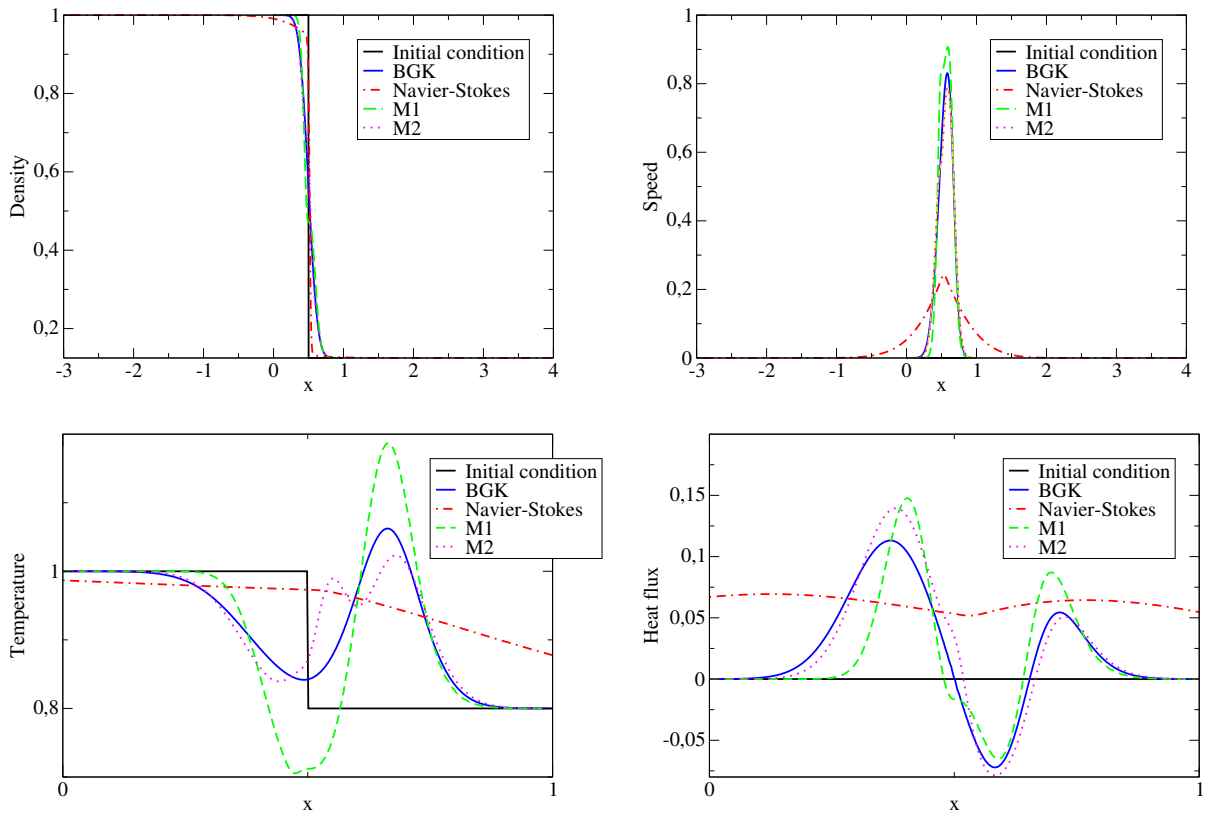 1
0,8
0,6
0,4
0,2
Density
-3
-2
-1
0
1
2
3
4
x
Initial condition
BGK
Navier-Stokes
M1
M2
1
0,8
0,6
0,4
0,2
0
Speed
-3
-2
-1
0
1
2
3
4
x
Initial condition
BGK
Navier-Stokes
M1
M2
1
0,8
Temperature
0
1
x
Initial condition
BGK
Navier-Stokes
M1
M2
0,15
0,1
0,05
0
-0,05
Heat flux
0
1
x
Initial condition
BGK
Navier-Stokes
M1
M2